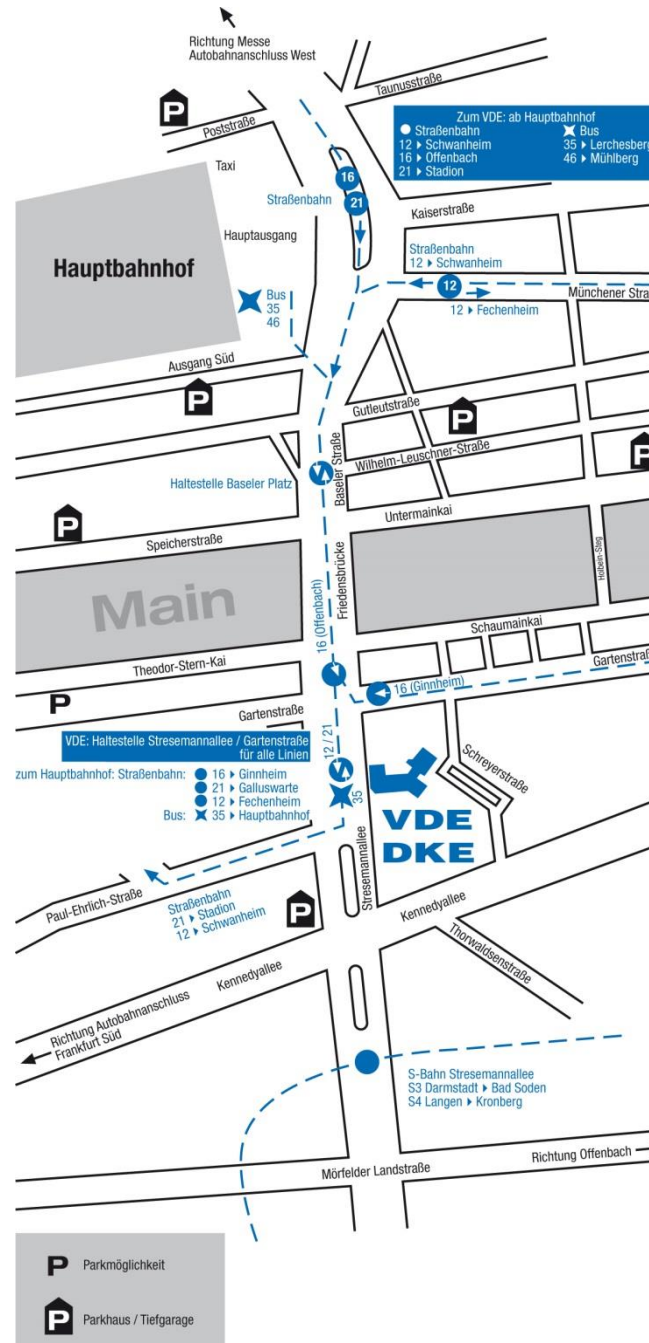 Richtung Messe
Autobahnanschluss West
Taunusstraße
P
Poststraße
Zum VDE: ab Hauptbahnhof
Straßenbahn
Bus
12 Schwanheim
35 Lerchesberg
16 Offenbach
46 Mühlberg
21 Stadion
Taxi
16
Straßenbahn
21
Kaiserstraße
Hauptausgang
Hauptbahnhof
Straßenbahn
12 Schwanheim
Bus
35
46
12
Münchener Stra
12 Fechenheim
Ausgang Süd
P
Gutleutstraße
P
Wilhelm-Leuschner-Straße
P
Baseler Straße
Haltestelle Baseler Platz
P
Untermainkai
Speicherstraße
Holbein-Steg
Main
Friedensbrücke
16 (Offenbach)
Schaumainkai
Theodor-Stern-Kai
Gartenstraß
16 (Ginnheim)
P
Gartenstraße
12 / 21
VDE: Haltestelle Stresemannallee / Gartenstraße
für alle Linien
zum Hauptbahnhof: Straßenbahn:
16 Ginnheim
21 Galluswarte
12 Fechenheim
Bus:
35 Hauptbahnhof
35
Schreyerstraße
VDE
DKE
Stresemannallee
Paul-Ehrlich-Straße
Straßenbahn
21 Stadion
12 Schwanheim
P
Kennedyallee
Thorwaldsenstraße
Kennedyallee
Richtung Autobahnanschluss
Frankfurt Süd
S-Bahn Stresemannallee
S3 Darmstadt Bad Soden
S4 Langen Kronberg
Mörfelder Landstraße
Richtung Offenbach
P Parkmöglichkeit
P Parkhaus / Tiefgarage